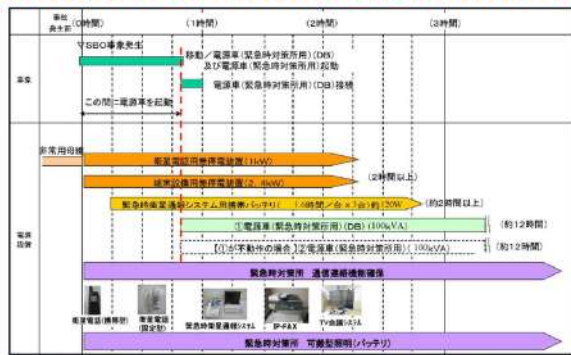 事故
発生前
(0時間)
(1時間)
(2時間)
(3時間)
▽SBO事象発生
移動/電源車(緊急時対策所用)(DB)
及び電源車(緊急時対策所用)起動
電源車(緊急時対策所用)(DB)接続
この間に電源車を起動
事象
非常用母線
衛星電話用無停電装置(1kW)
端末設備用無停電装置(2.4kW)
(2時間以上)
緊急時衛星通報システム用携帯バッテリ(1.6時間/台×3台)約120W
(約2時間以上)
①電源車(緊急時対策所用)(DB)(100kVA)
(約12時間)
【①が不動作の場合】②電源車(緊急時対策所用)(100kVA)
(約12時間)
電源設備
緊急時対策所 通信連絡機能確保
衛星電話(携帯型)
衛星電話
(固定型)
緊急時衛星通報システム
IP-FAX
TV会議システム
緊急時対策所 可搬型照明(バッテリ)